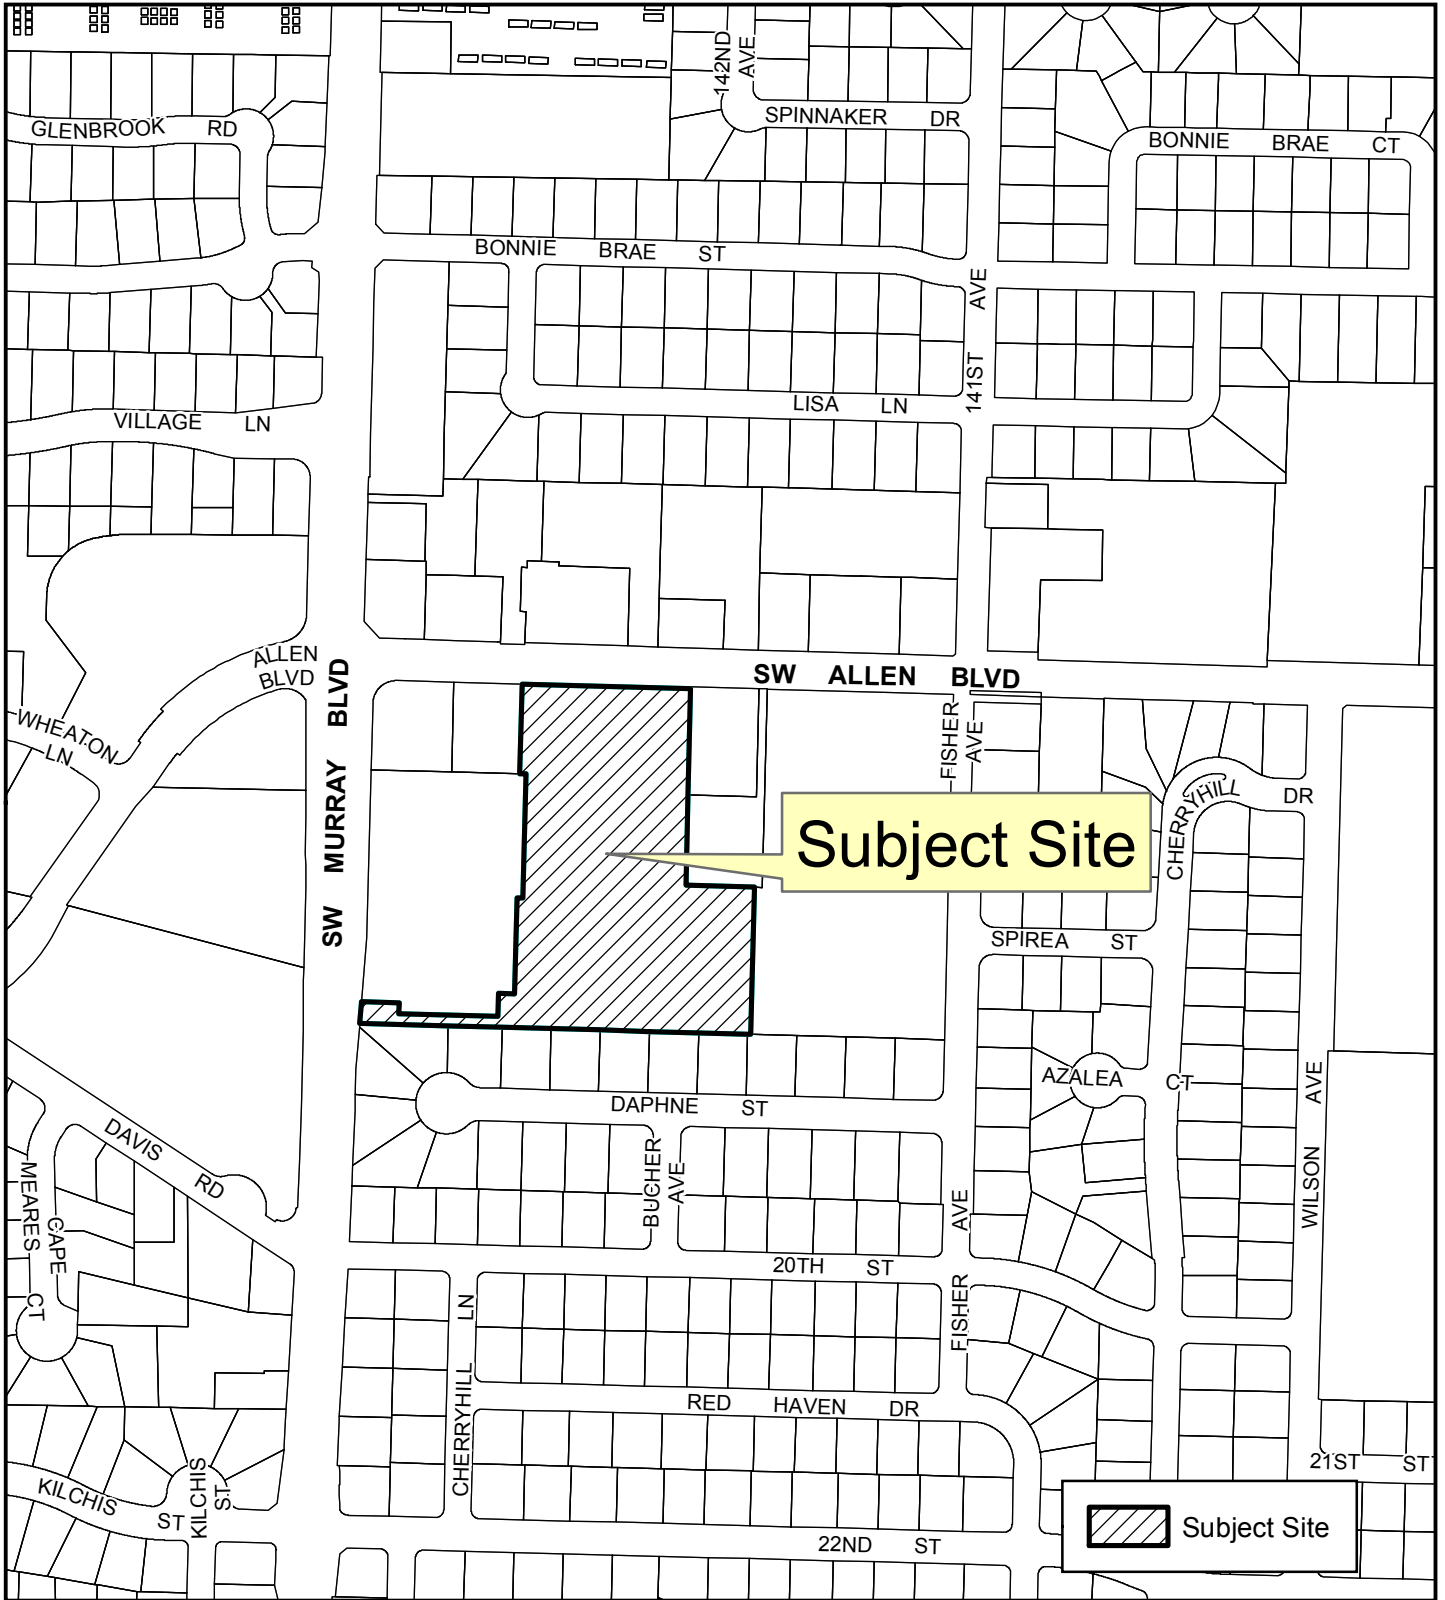 142ND
AVE
SPINNAKER DR
GLENBROOK RD
BONNIE BRAE CT
BONNIE BRAE ST
AVE
141ST
LISA LN
VILLAGE LN
ALLEN
BLVD
SW MURRAY BLVD
SW ALLEN BLVD
WHEATON
LN
FISHER
AVE
CHERRYHILL DR
Subject Site
SPIREA ST
AZALEA CT
WILSON AVE
DAPHNE ST
DAVIS RD
BUCHER
AVE
MEARES CT
CAPE
20TH ST
FISHER AVE
CHERRYHILL LN
RED HAVEN DR
21ST ST
KILCHIS ST
KILCHIS
ST
22ND ST
Subject Site